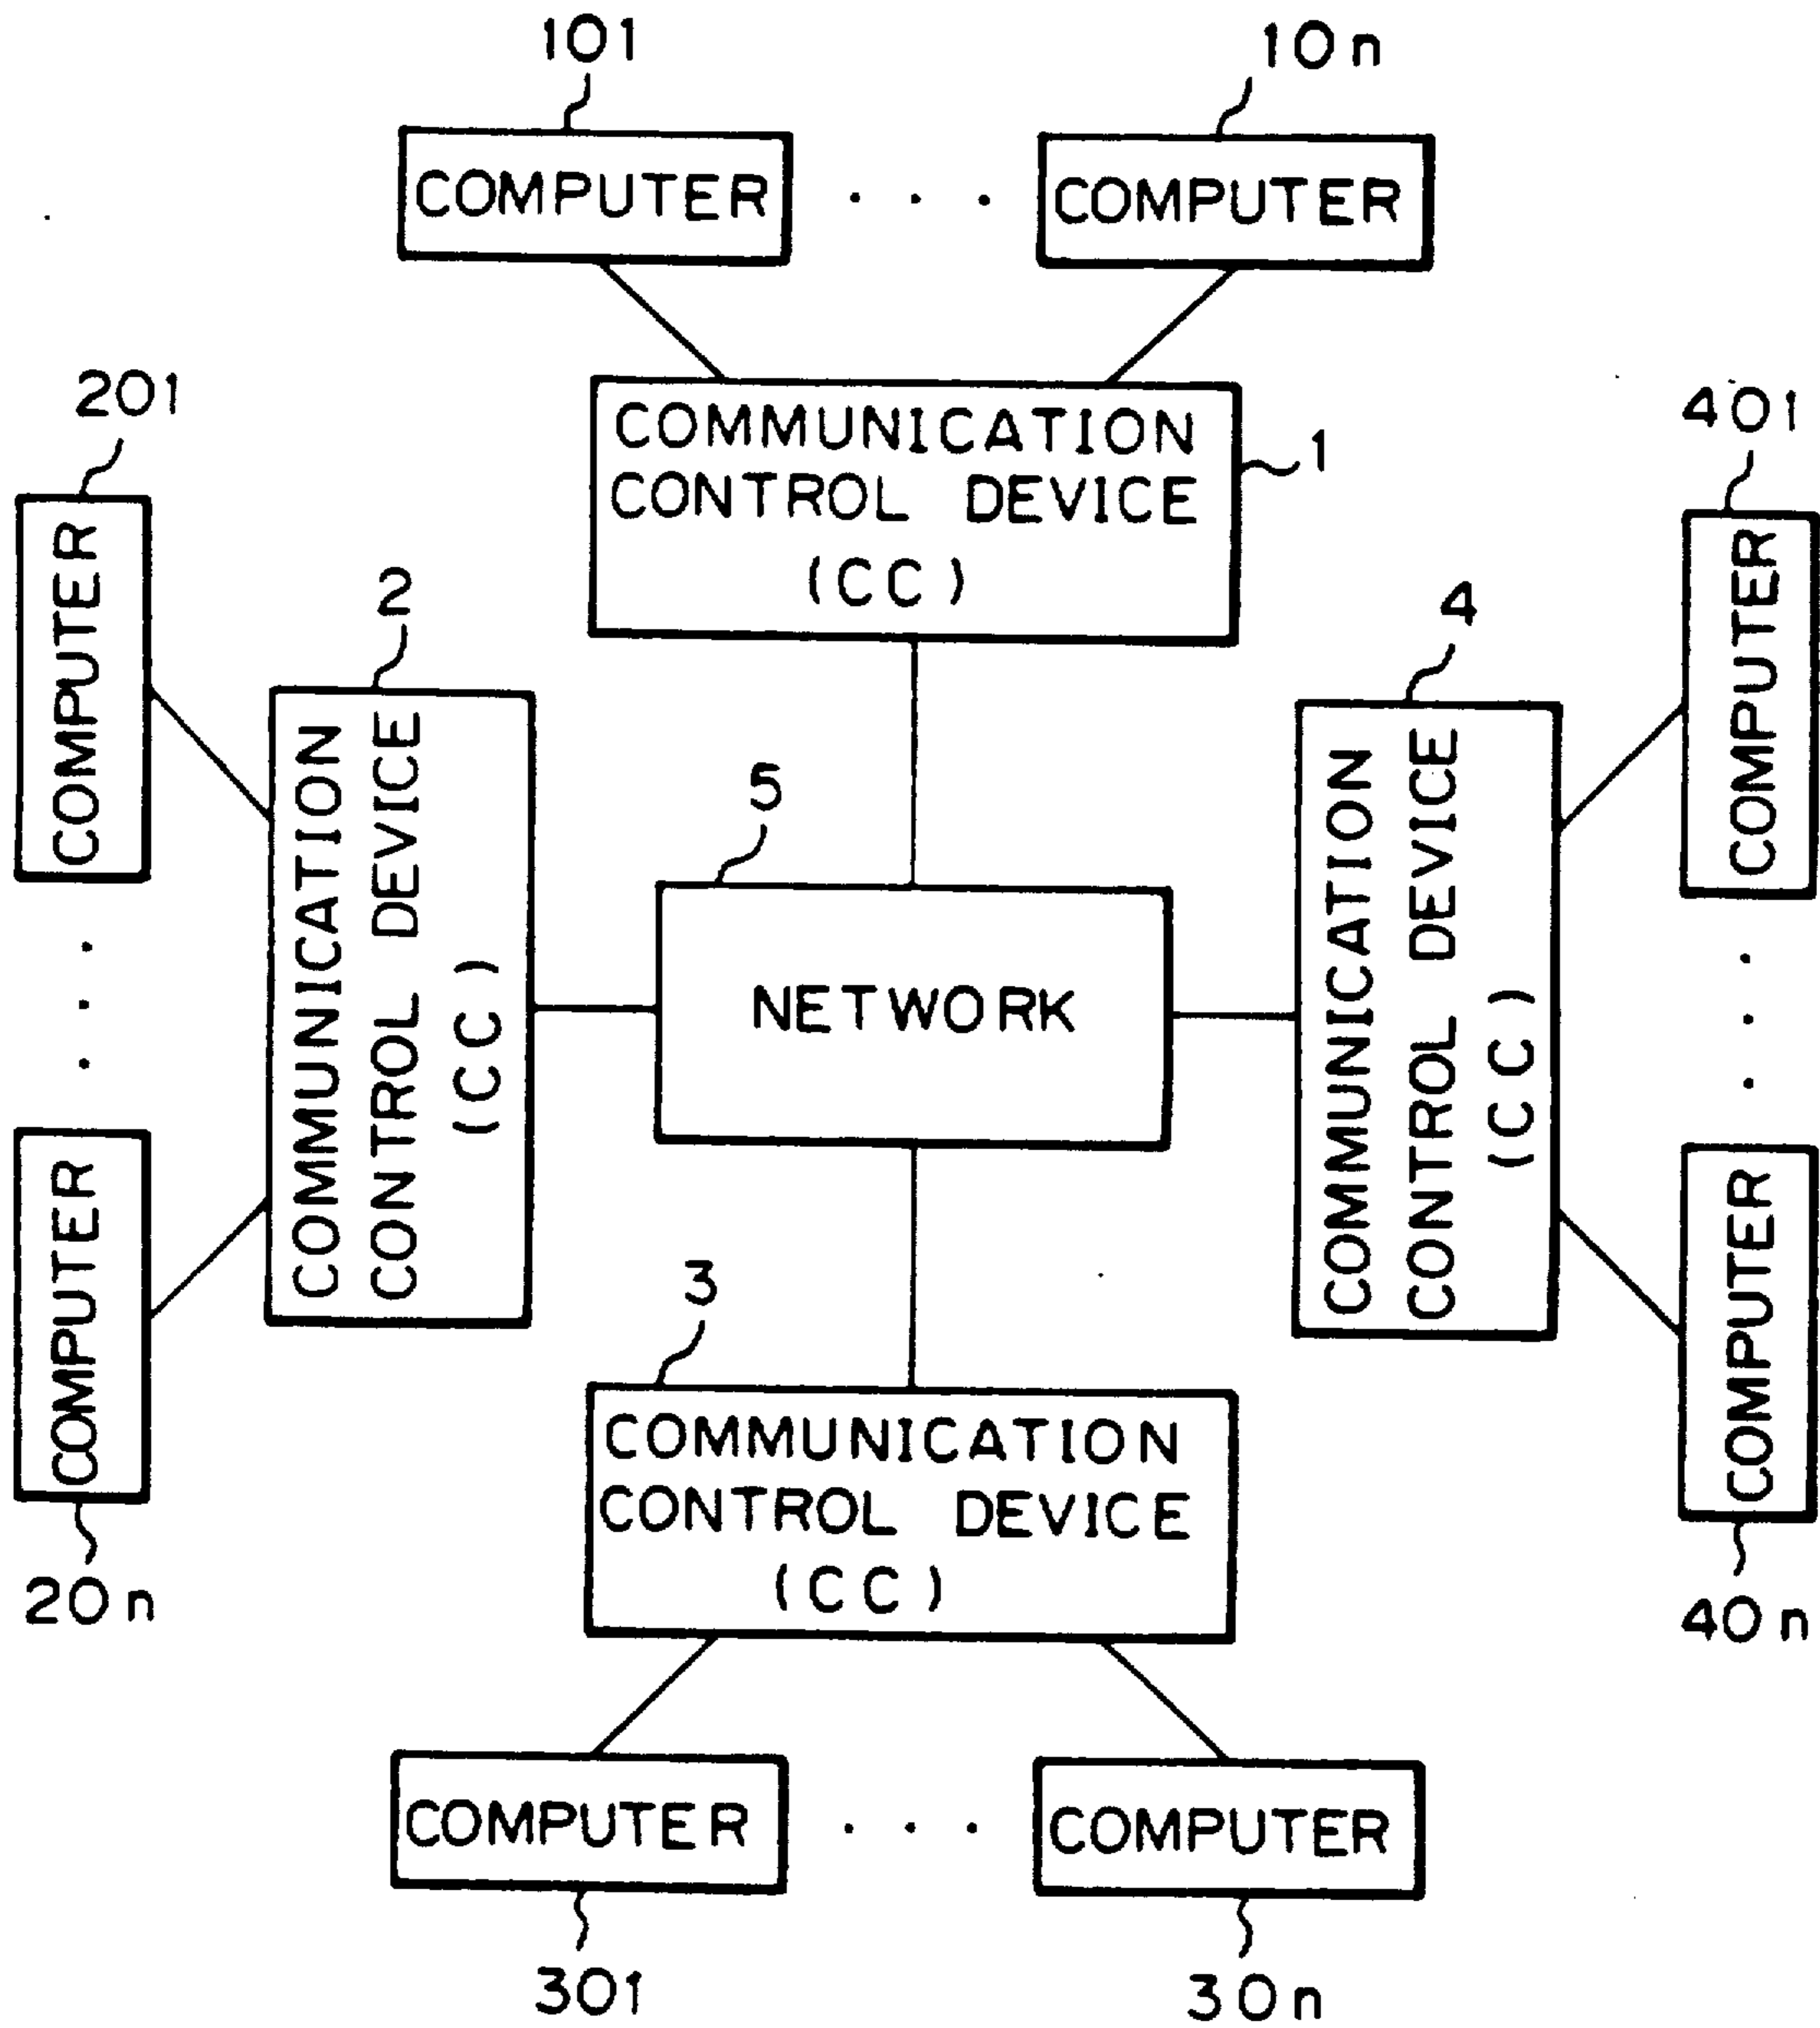 101
10n
COMPUTER
COMPUTER
COMMUNICATION
CONTROL DEVICE
(CC)
1
201
COMPUTER
2
COMMUNICATION
CONTROL DEVICE
(CC)
COMPUTER
20n
5
NETWORK
4
COMMUNICATION
CONTROL DEVICE
(CC)
401
COMPUTER
COMPUTER
40n
3
COMMUNICATION
CONTROL DEVICE
(CC)
COMPUTER
COMPUTER
301
30n